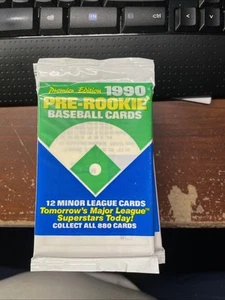 Premier Edition 1990
PRE-ROOKIE
BASEBALL CARDS
12 MINOR LEAGUE CARDS
Tomorrow's Major League™
Superstars Today!
COLLECT ALL 880 CARDS